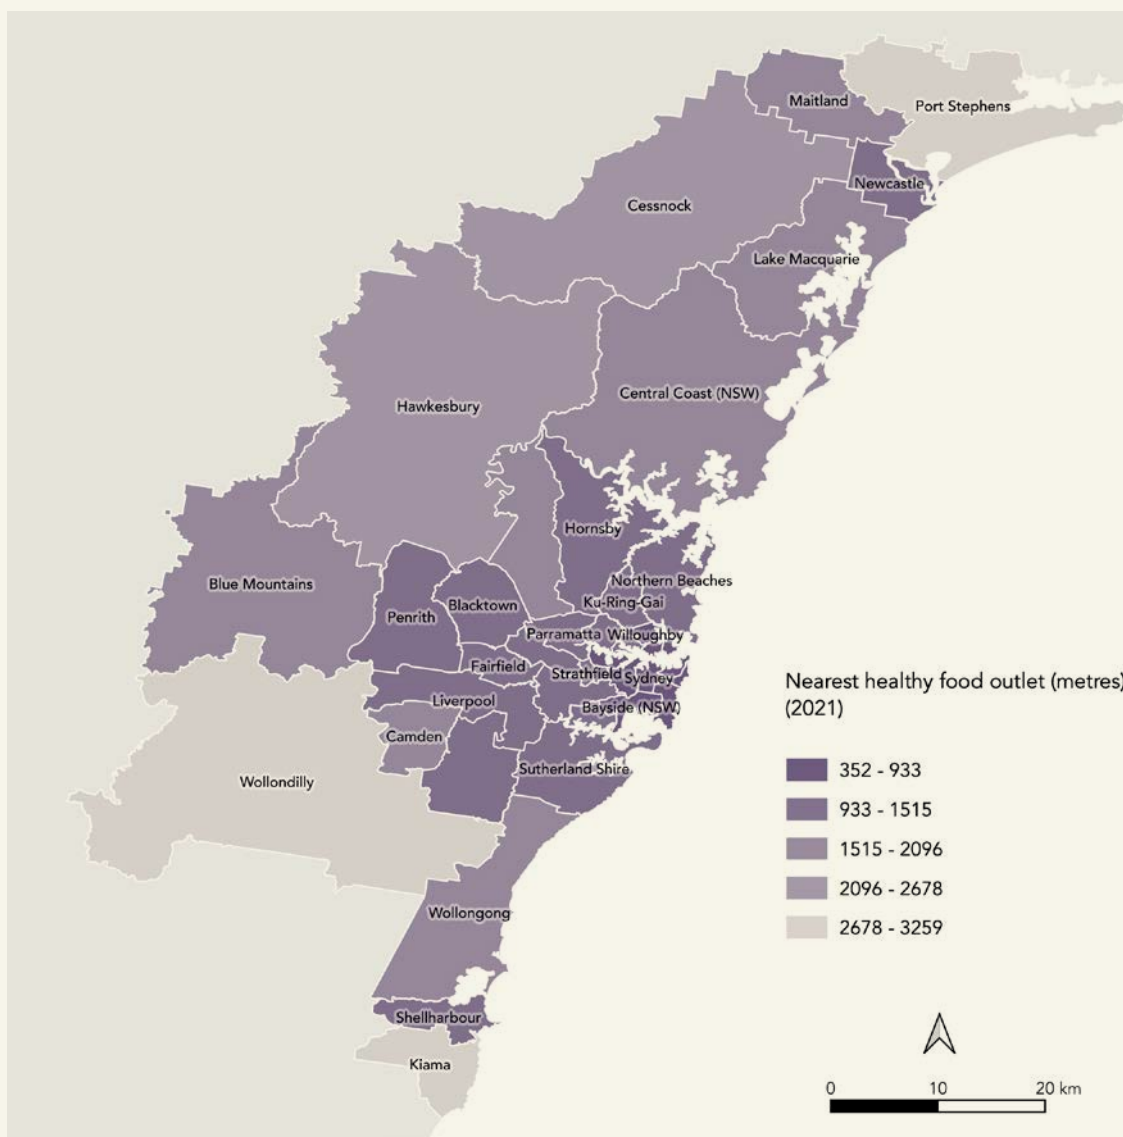 Maitland
Port Stephens
Newcastle
Cessnock
Lake Macquarie
Central Coast (NSW)
Hawkesbury
Hornsby
Blue Mountains
Northern Beaches
Ku-Ring-Gai
Blacktown
Penrith
Parramatta
Willoughby
Fairfield
Strathfield
Sydney
Liverpool
Bayside (NSW)
Camden
Sutherland Shire
Wollondilly
Wollongong
Shellharbour
Kiama
Nearest healthy food outlet (metres)
(2021)
352 - 933
933 - 1515
1515 - 2096
2096 - 2678
2678 - 3259
0 10 20 km